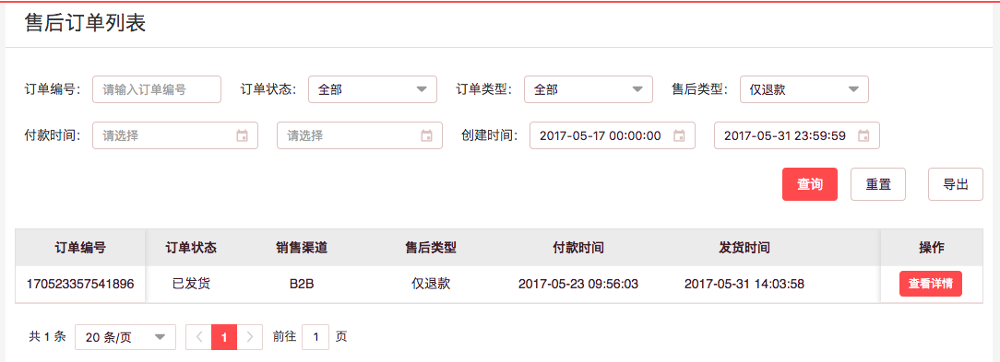 售后订单列表
订单编号: 请输入订单编号 订单状态: 全部 订单类型: 全部 售后类型: 仅退款
付款时间: 请选择 请选择 创建时间: 2017-05-17 00:00:00 2017-05-31 23:59:59
查询 重置 导出
订单编号 订单状态 销售渠道 售后类型 付款时间 发货时间 操作
170523357541896 已发货 B2B 仅退款 2017-05-23 09:56:03 2017-05-31 14:03:58 查看详情
共 1 条 20 条/页 1 前往 1 页